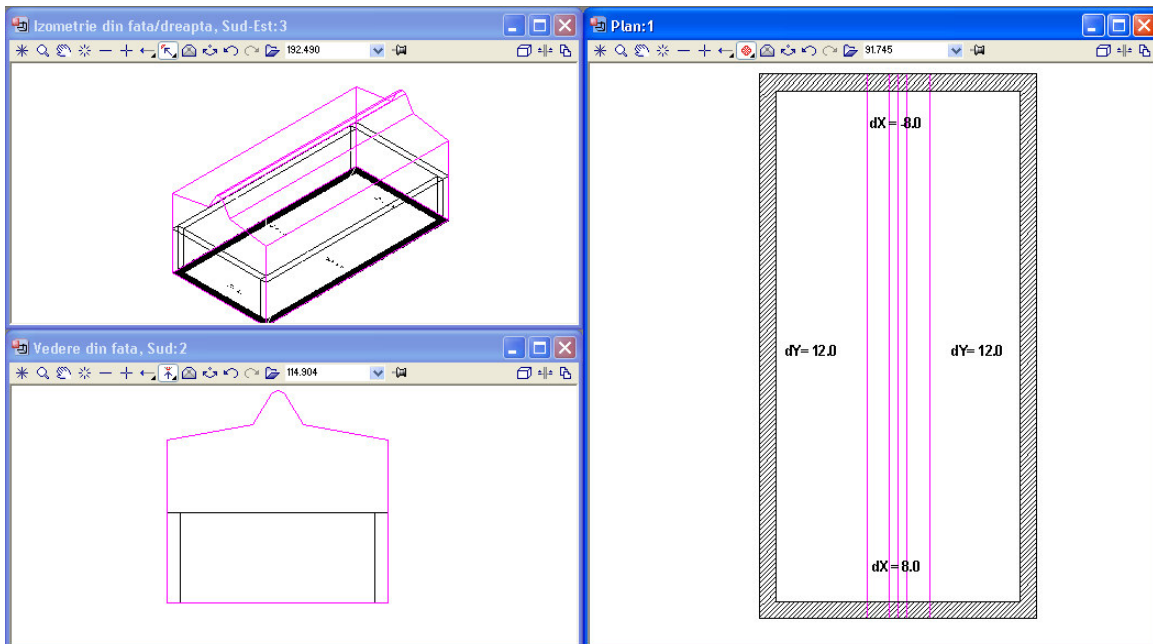 Izometrie din fata/dreapta, Sud-Est:3
192.490
Vedere din fata, Sud:2
114.904
Plan:1
91.745
dX = -8.0
dY= 12.0
dY= 12.0
dX = 8.0